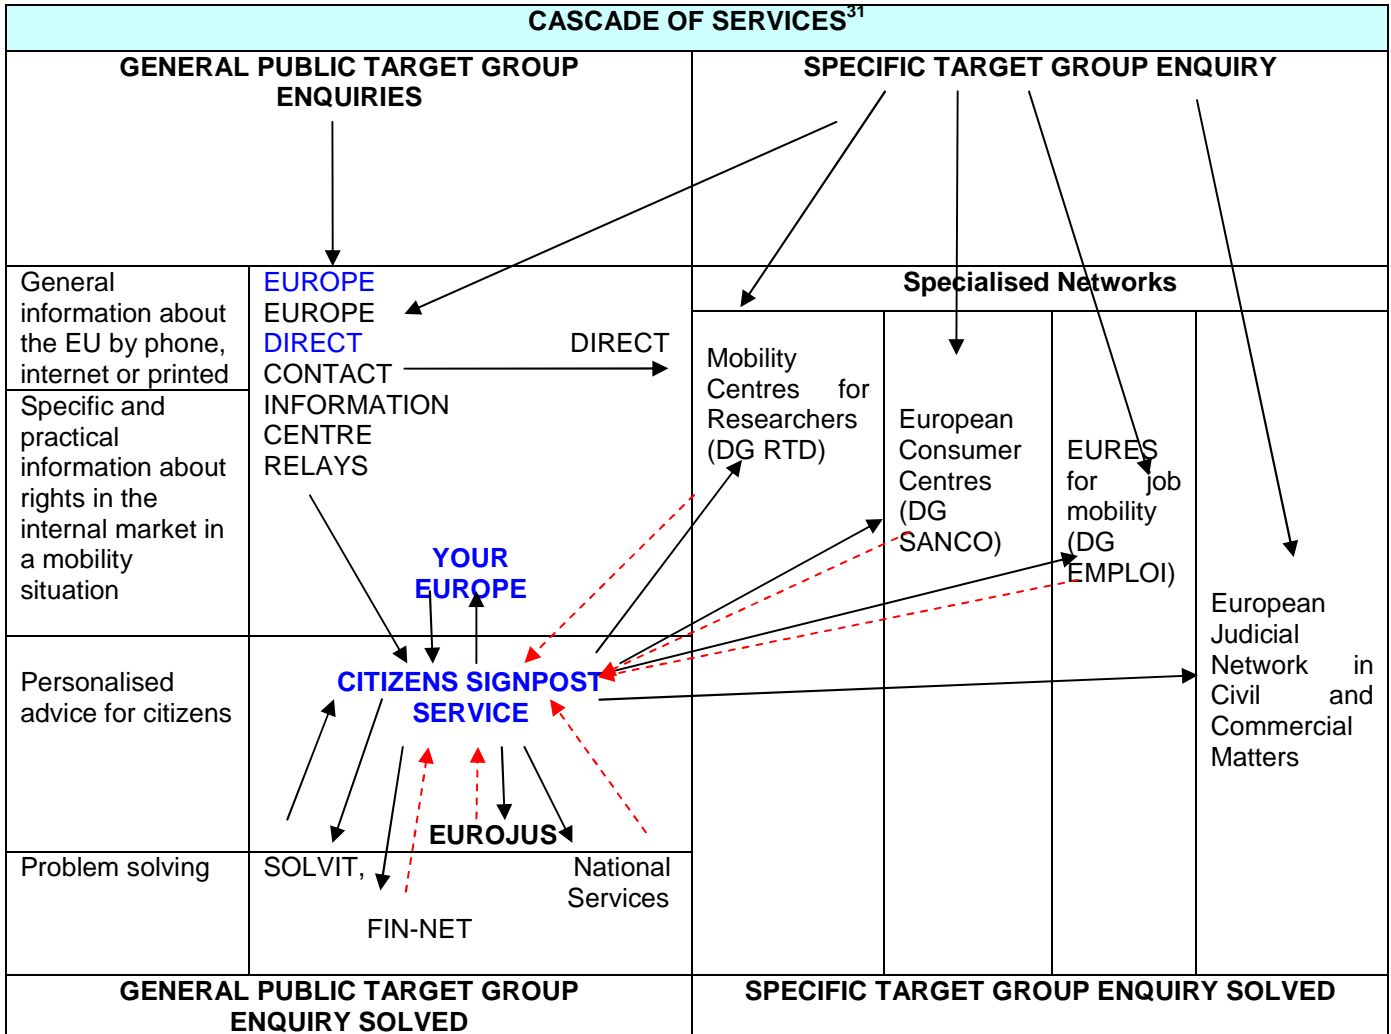 CASCADE OF SERVICES31
GENERAL PUBLIC TARGET GROUP
ENQUIRIES
SPECIFIC TARGET GROUP ENQUIRY
General
information about
the EU by phone,
internet or printed
EUROPE
EUROPE
DIRECT DIRECT
CONTACT
INFORMATION
CENTRE
RELAYS
Specialised Networks
Mobility
Centres for
Researchers
(DG RTD)
European
Consumer
Centres
(DG
SANCO)
EURES
for job
mobility
(DG
EMPLOI)
European
Judicial
Network in
Civil and
Commercial
Matters
Specific and
practical
information about
rights in the
internal market in
a mobility
situation
YOUR
EUROPE
Personalised
advice for citizens
CITIZENS SIGNPOST
SERVICE
EUROJUS
Problem solving
SOLVIT, National
Services
FIN-NET
GENERAL PUBLIC TARGET GROUP
ENQUIRY SOLVED
SPECIFIC TARGET GROUP ENQUIRY SOLVED